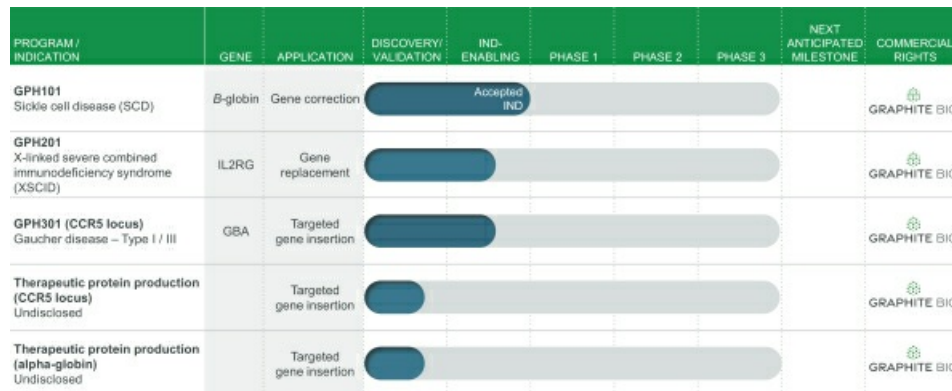 PROGRAM / INDICATION
GENE
APPLICATION
DISCOVERY/ VALIDATION
IND- ENABLING
PHASE 1
PHASE 2
PHASE 3
NEXT ANTICIPATED MILESTONE
COMMERCIAL RIGHTS
GPH101
Sickle cell disease (SCD)
B-globin
Gene correction
Accepted
IND
GRAPHITE BIO
GPH201
X-linked severe combined
immunodeficiency syndrome
(XSCID)
IL2RG
Gene
replacement
GRAPHITE BIO
GPH301 (CCR5 locus)
Gaucher disease – Type I / III
GBA
Targeted
gene insertion
GRAPHITE BIO
Therapeutic protein production
(CCR5 locus)
Undisclosed
Targeted
gene insertion
GRAPHITE BIO
Therapeutic protein production
(alpha-globin)
Undisclosed
Targeted
gene insertion
GRAPHITE BIO